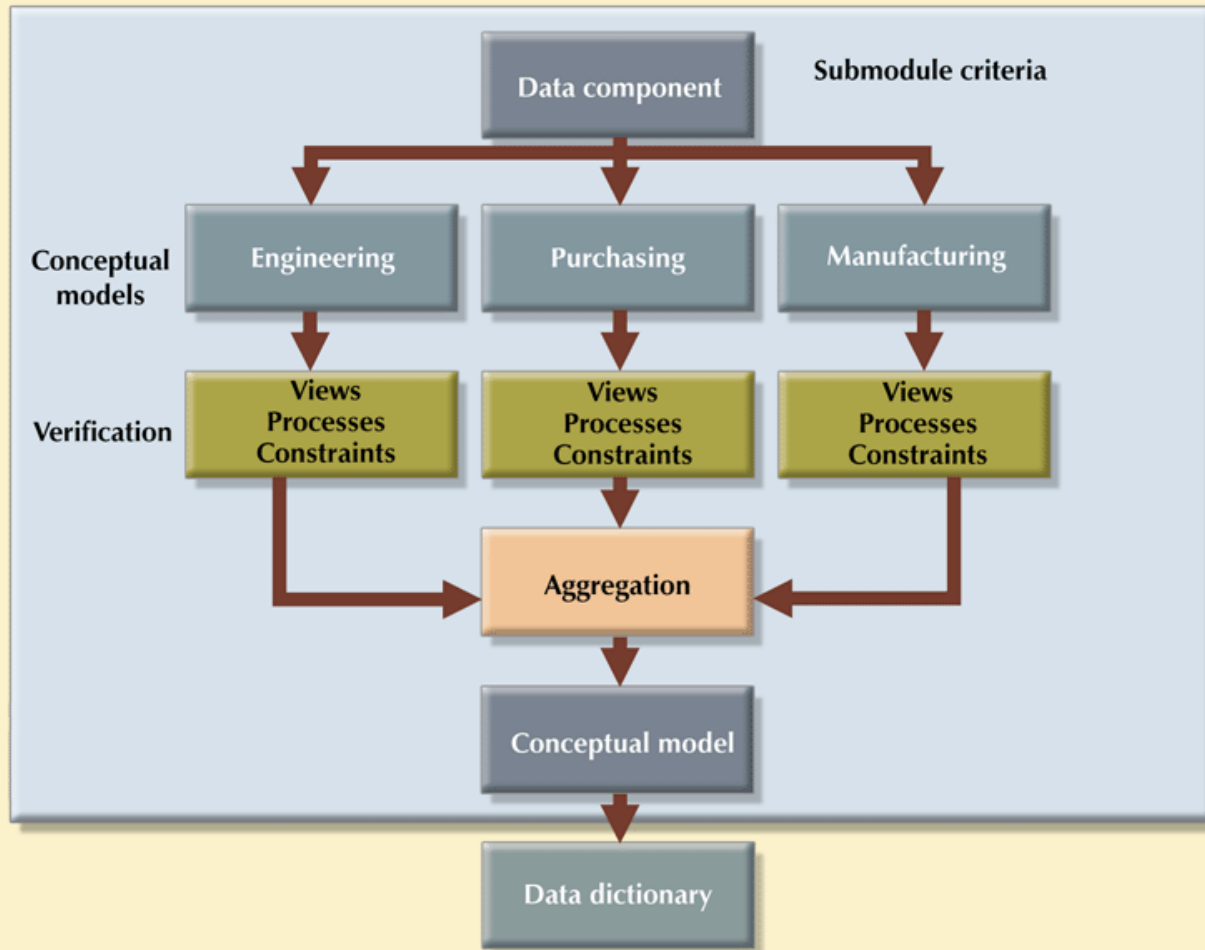 Data component
Submodule criteria
Conceptual
models
Engineering
Purchasing
Manufacturing
Verification
Views
Processes
Constraints
Views
Processes
Constraints
Views
Processes
Constraints
Aggregation
Conceptual model
Data dictionary